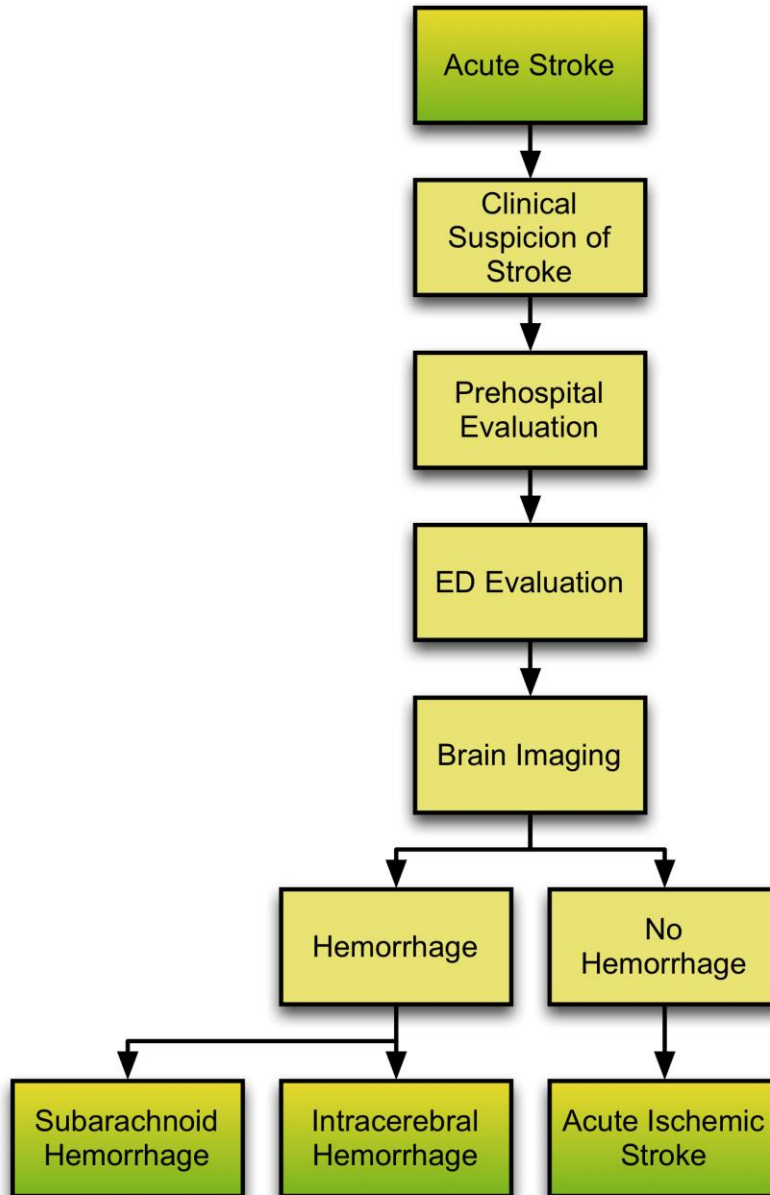 Acute Stroke
Clinical
Suspicion of
Stroke
Prehospital
Evaluation
ED Evaluation
Brain Imaging
Hemorrhage
No
Hemorrhage
Subarachnoid
Hemorrhage
Intracerebral
Hemorrhage
Acute Ischemic
Stroke